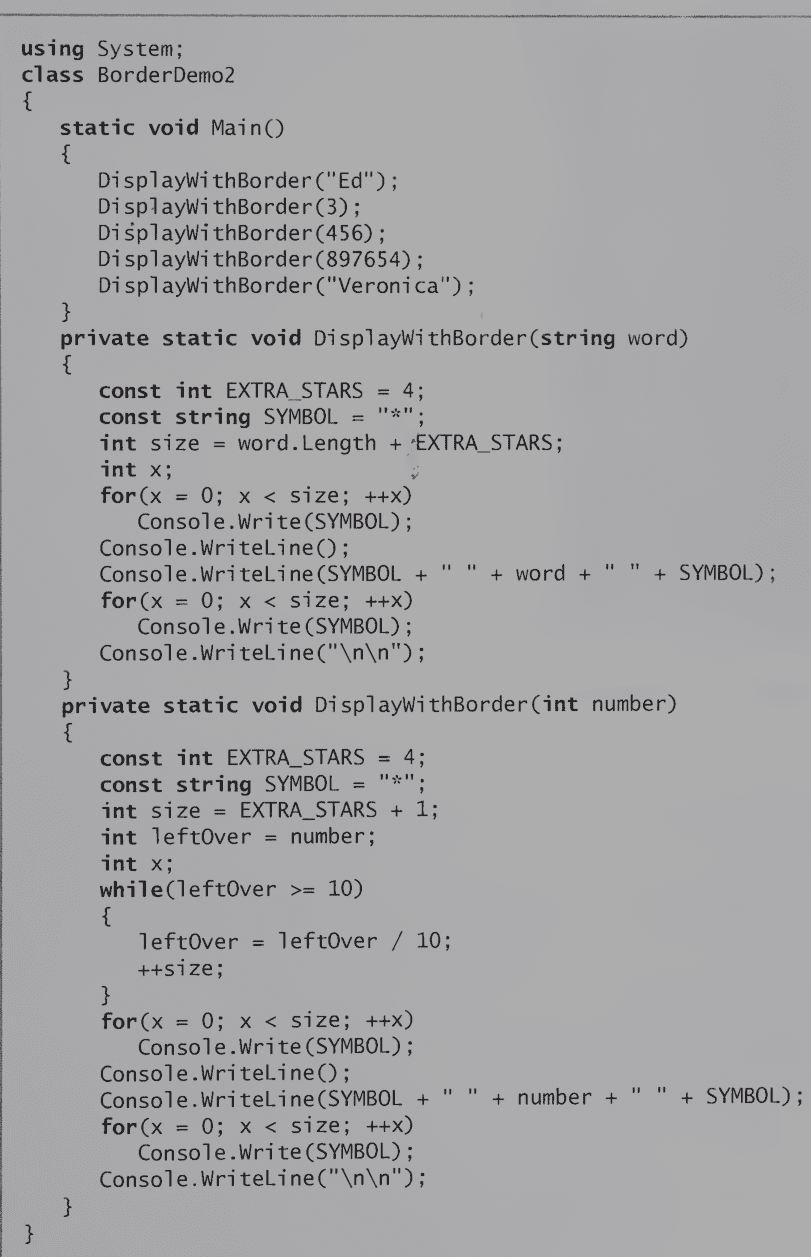 using System;
class BorderDemo2
{
   static void Main()
   {
      DisplayWithBorder("Ed");
      DisplayWithBorder(3);
      DisplayWithBorder(456);
      DisplayWithBorder(897654);
      DisplayWithBorder("Veronica");
   }
   private static void DisplayWithBorder(string word)
   {
      const int EXTRA_STARS = 4;
      const string SYMBOL = "*";
      int size = word.Length + EXTRA_STARS;
      int x;
      for(x = 0; x < size; ++x)
         Console.Write(SYMBOL);
      Console.WriteLine();
      Console.WriteLine(SYMBOL + " " + word + " " + SYMBOL);
      for(x = 0; x < size; ++x)
         Console.Write(SYMBOL);
      Console.WriteLine("\n\n");
   }
   private static void DisplayWithBorder(int number)
   {
      const int EXTRA_STARS = 4;
      const string SYMBOL = "*";
      int size = EXTRA_STARS + 1;
      int leftOver = number;
      int x;
      while(leftOver >= 10)
      {
         leftOver = leftOver / 10;
         ++size;
      }
      for(x = 0; x < size; ++x)
         Console.Write(SYMBOL);
      Console.WriteLine();
      Console.WriteLine(SYMBOL + " " + number + " " + SYMBOL);
      for(x = 0; x < size; ++x)
         Console.Write(SYMBOL);
      Console.WriteLine("\n\n");
   }
}